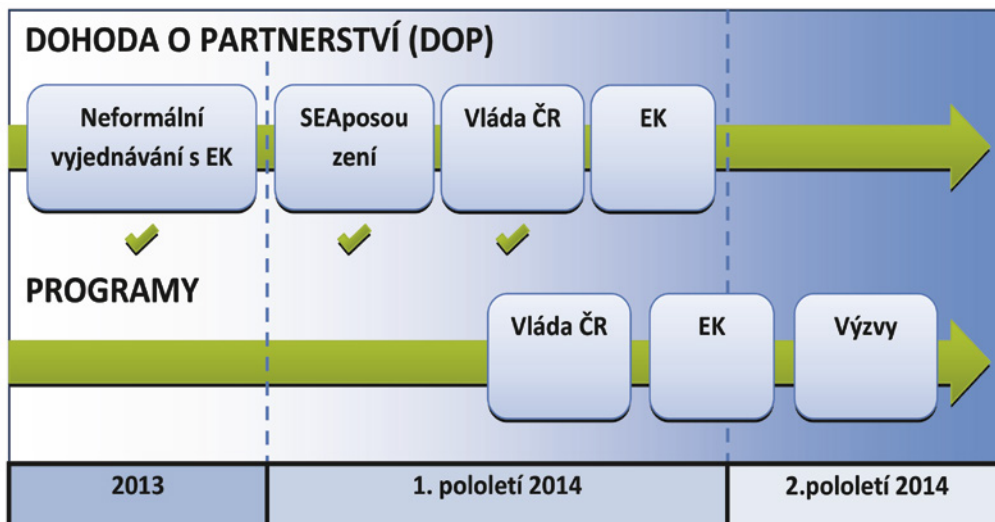 DOHODA O PARTNERSTVÍ (DOP)
Neformální
vyjednávání s EK
SEAposou
zení
Vláda ČR
EK
PROGRAMY
Vláda ČR
EK
Výzvy
2013
1. pololetí 2014
2.pololetí 2014